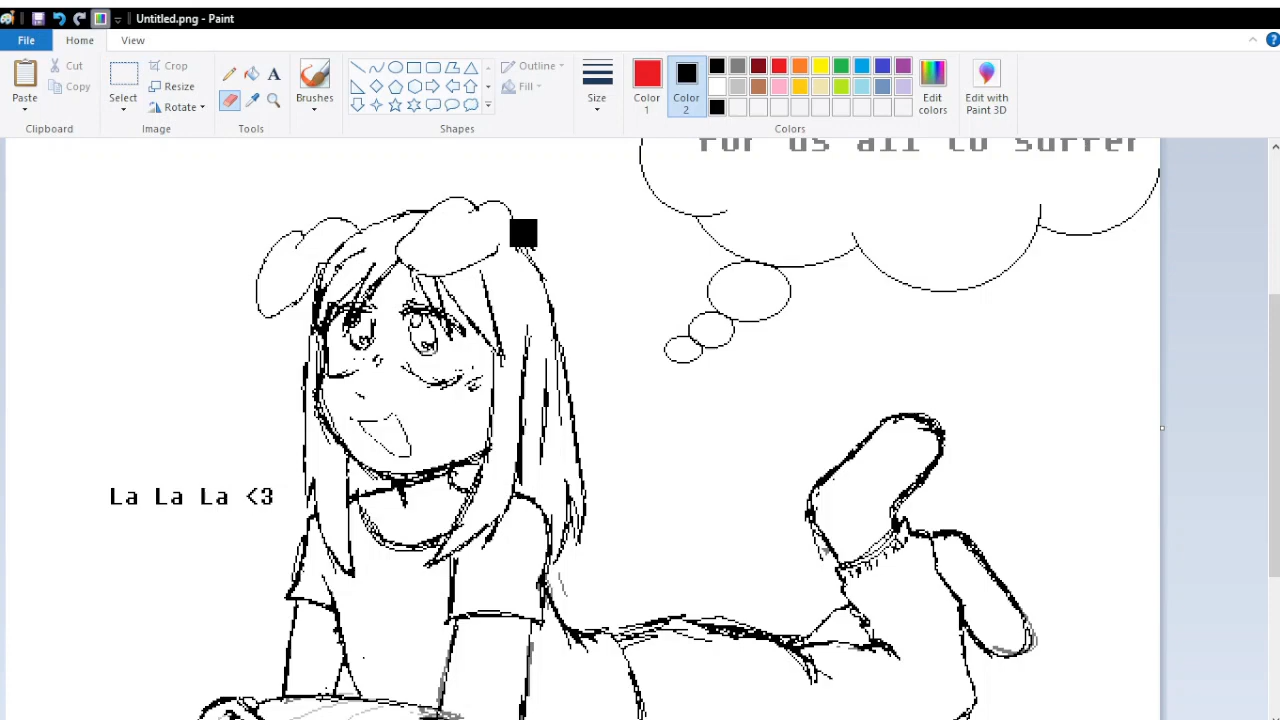 Untitled.png - Paint
File
Home
View
Paste
Cut
Copy
Clipboard
Select
Crop
Resize
Rotate
Image
A
Tools
Brushes
Outline
Fill
Shapes
Size
Color
1
Color
2
Edit
colors
Edit with
Paint 3D
Colors
for us all to suffer
La La La <3